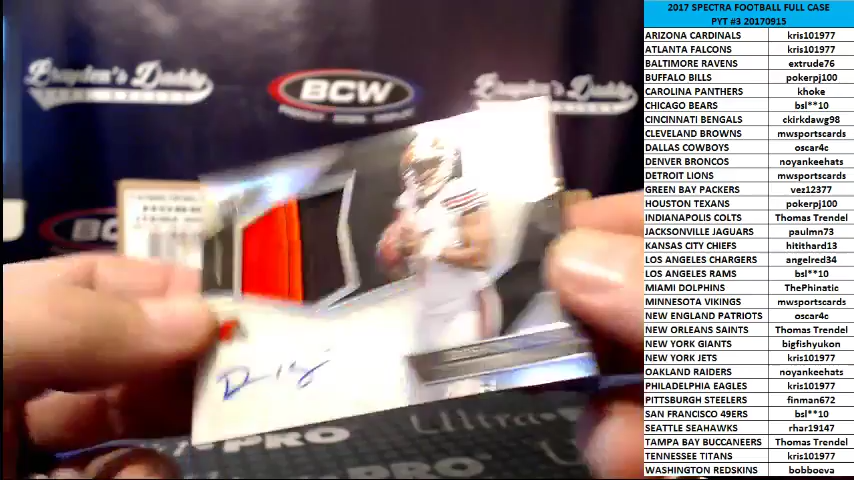 Brayden's Daddy
BCW
Brayden's Daddy
Ultra
PRO
2017 SPECTRA FOOTBALL FULL CASE
PYT #3 20170915
ARIZONA CARDINALS kris101977
ATLANTA FALCONS kris101977
BALTIMORE RAVENS extrude76
BUFFALO BILLS pokerpj100
CAROLINA PANTHERS khoke
CHICAGO BEARS bsl**10
CINCINNATI BENGALS ckirkdawg98
CLEVELAND BROWNS mwsportscards
DALLAS COWBOYS oscar4c
DENVER BRONCOS noyankeehats
DETROIT LIONS mwsportscards
GREEN BAY PACKERS vez12377
HOUSTON TEXANS pokerpj100
INDIANAPOLIS COLTS Thomas Trendel
JACKSONVILLE JAGUARS paulmn73
KANSAS CITY CHIEFS hitithard13
LOS ANGELES CHARGERS angelred34
LOS ANGELES RAMS bsl**10
MIAMI DOLPHINS ThePhinatic
MINNESOTA VIKINGS mwsportscards
NEW ENGLAND PATRIOTS oscar4c
NEW ORLEANS SAINTS Thomas Trendel
NEW YORK GIANTS bigfishyukon
NEW YORK JETS kris101977
OAKLAND RAIDERS noyankeehats
PHILADELPHIA EAGLES kris101977
PITTSBURGH STEELERS finman672
SAN FRANCISCO 49ERS bsl**10
SEATTLE SEAHAWKS rhar19147
TAMPA BAY BUCCANEERS Thomas Trendel
TENNESSEE TITANS kris101977
WASHINGTON REDSKINS bobboeva